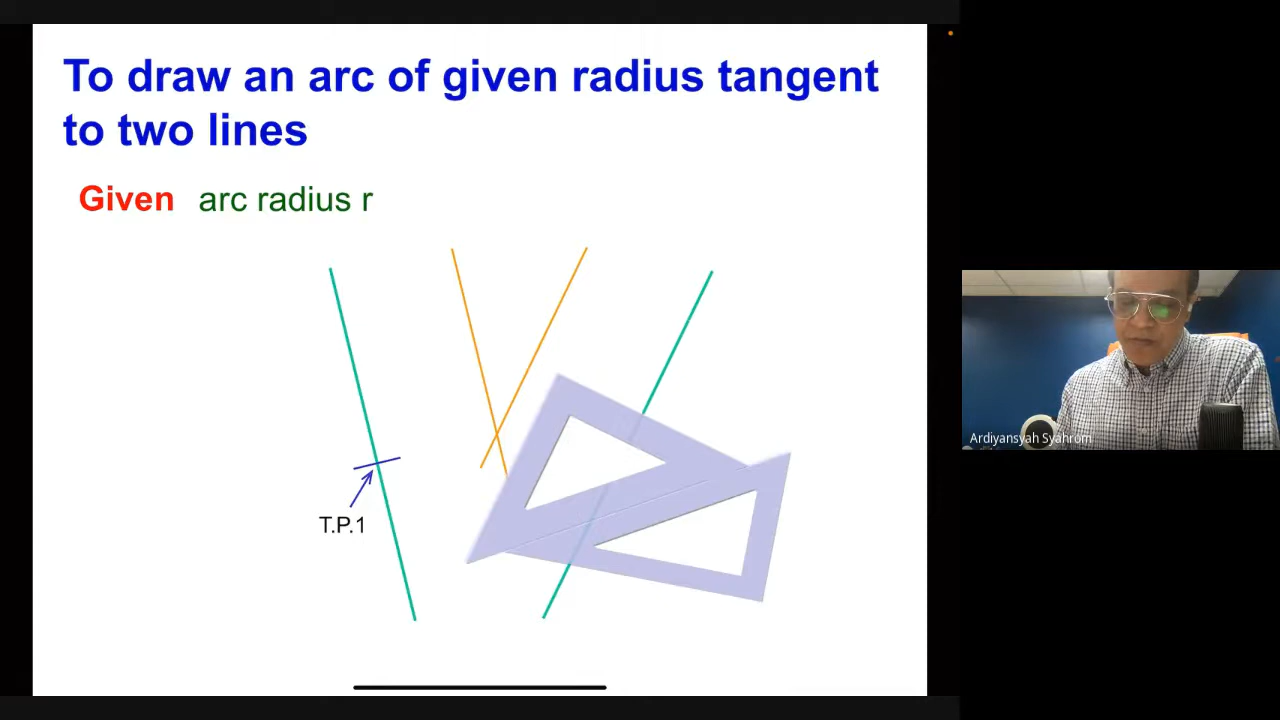 To draw an arc of given radius tangent
to two lines
Given arc radius r
T.P.1
Ardiyansyah Syahrom